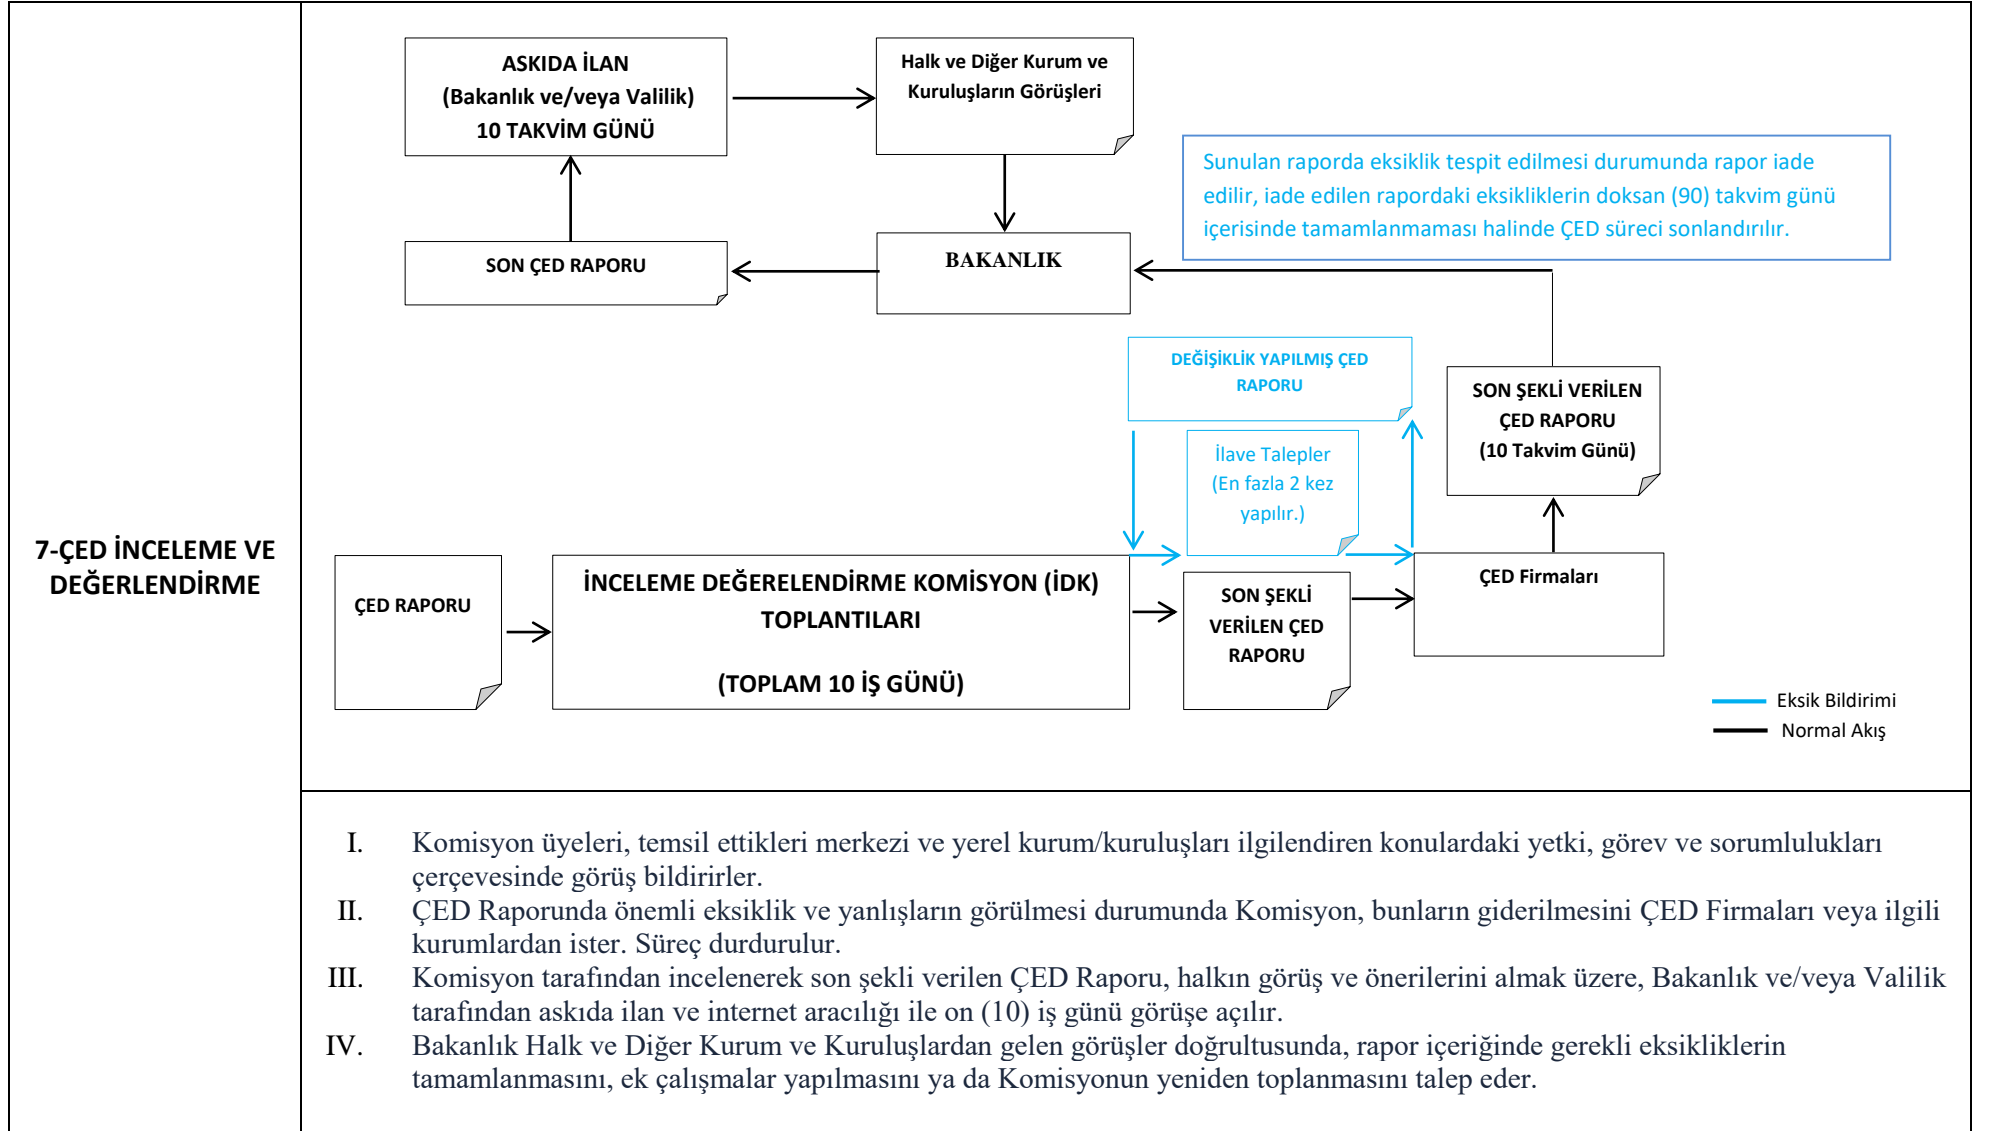 7-ÇED İNCELEME VE
DEĞERLENDİRME
ASKIDA İLAN
(Bakanlık ve/veya Valilik)
10 TAKVİM GÜNÜ
Halk ve Diğer Kurum ve
Kuruluşların Görüşleri
Sunulan raporda eksiklik tespit edilmesi durumunda rapor iade
edilir, iade edilen rapordaki eksikliklerin doksan (90) takvim günü
içerisinde tamamlanmaması halinde ÇED süreci sonlandırılır.
SON ÇED RAPORU
BAKANLIK
DEĞİŞİKLİK YAPILMIŞ ÇED
RAPORU
SON ŞEKLİ VERİLEN
ÇED RAPORU
(10 Takvim Günü)
İlave Talepler
(En fazla 2 kez
yapılır.)
ÇED RAPORU
İNCELEME DEĞERELENDİRME KOMİSYON (İDK)
TOPLANTILARI
(TOPLAM 10 İŞ GÜNÜ)
SON ŞEKLİ
VERİLEN ÇED
RAPORU
ÇED Firmaları
Eksik Bildirimi
Normal Akış
I. Komisyon üyeleri, temsil ettikleri merkezi ve yerel kurum/kuruluşları ilgilendiren konulardaki yetki, görev ve sorumlulukları
çerçevesinde görüş bildirirler.
II. ÇED Raporunda önemli eksiklik ve yanlışların görülmesi durumunda Komisyon, bunların giderilmesini ÇED Firmaları veya ilgili
kurumlardan ister. Süreç durdurulur.
III. Komisyon tarafından incelenerek son şekli verilen ÇED Raporu, halkın görüş ve önerilerini almak üzere, Bakanlık ve/veya Valilik
tarafından askıda ilan ve internet aracılığı ile on (10) iş günü görüşe açılır.
IV. Bakanlık Halk ve Diğer Kurum ve Kuruluşlardan gelen görüşler doğrultusunda, rapor içeriğinde gerekli eksikliklerin
tamamlanmasını, ek çalışmalar yapılmasını ya da Komisyonun yeniden toplanmasını talep eder.